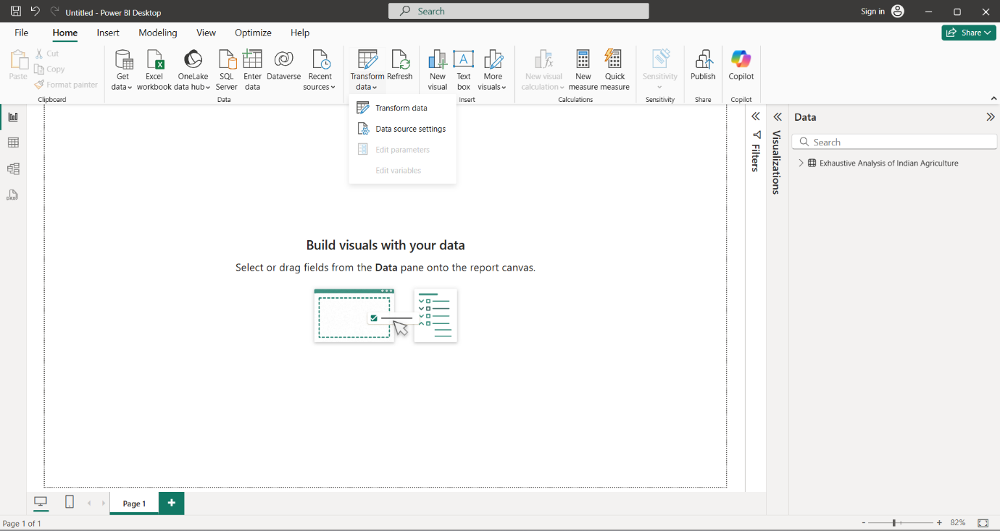 Untitled - Power BI Desktop
Search
Sign in
File Home Insert Modeling View Optimize Help
Share
Paste
Cut
Copy
Format painter
Clipboard
Get data
Excel workbook
OneLake data hub
SQL Server
Enter data
Dataverse
Recent sources
Data
Transform data
Refresh
New visual
Text box
More visuals
Insert
New visual calculation
New measure
Quick measure
Calculations
Sensitivity
Sensitivity
Publish
Share
Copilot
Copilot
Transform data
Data source settings
Edit parameters
Edit variables
DAX
Build visuals with your data
Select or drag fields from the Data pane onto the report canvas.
Filters
Visualizations
Data
Search
Exhaustive Analysis of Indian Agriculture
Page 1
Page 1 of 1
82%